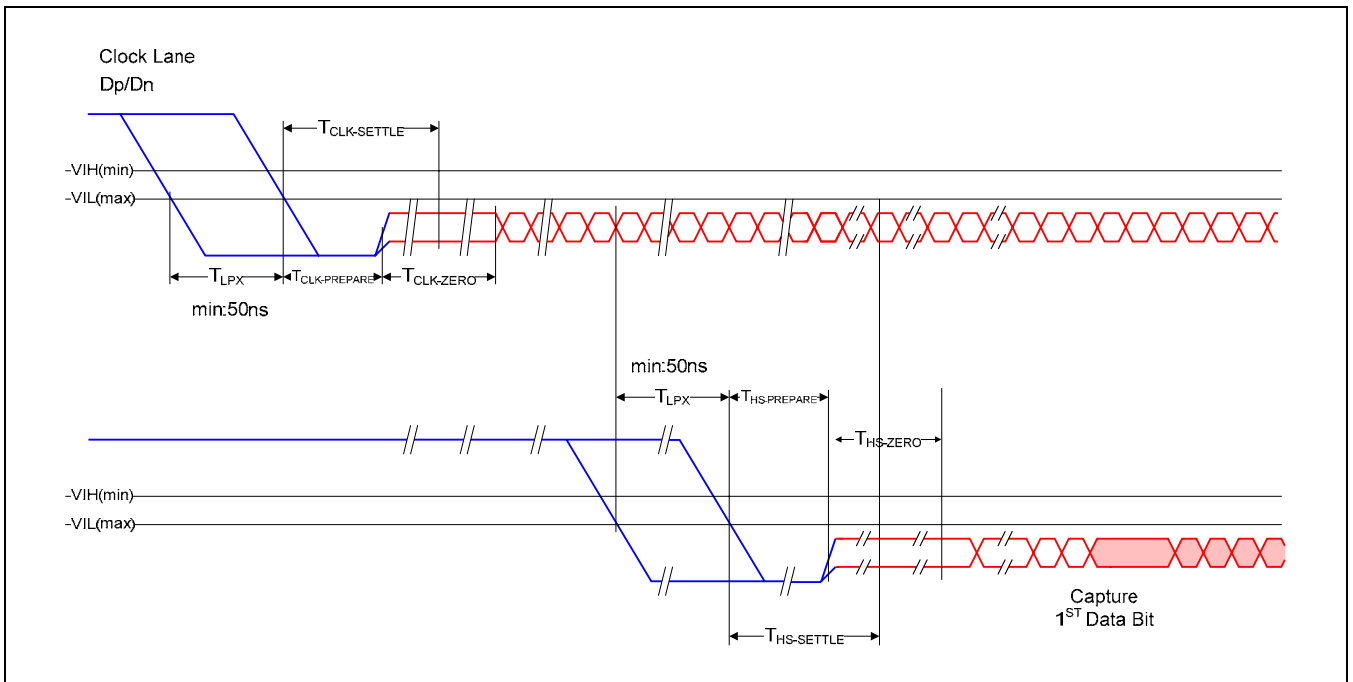 Clock Lane
Dp/Dn
TCLK-SETTLE
-VIH(min)
-VIL(max)
TLPX
TCLK-PREPARE
TCLK-ZERO
min:50ns
min:50ns
TLPX
THS-PREPARE
THS-ZERO
-VIH(min)
-VIL(max)
Capture
1ST Data Bit
THS-SETTLE